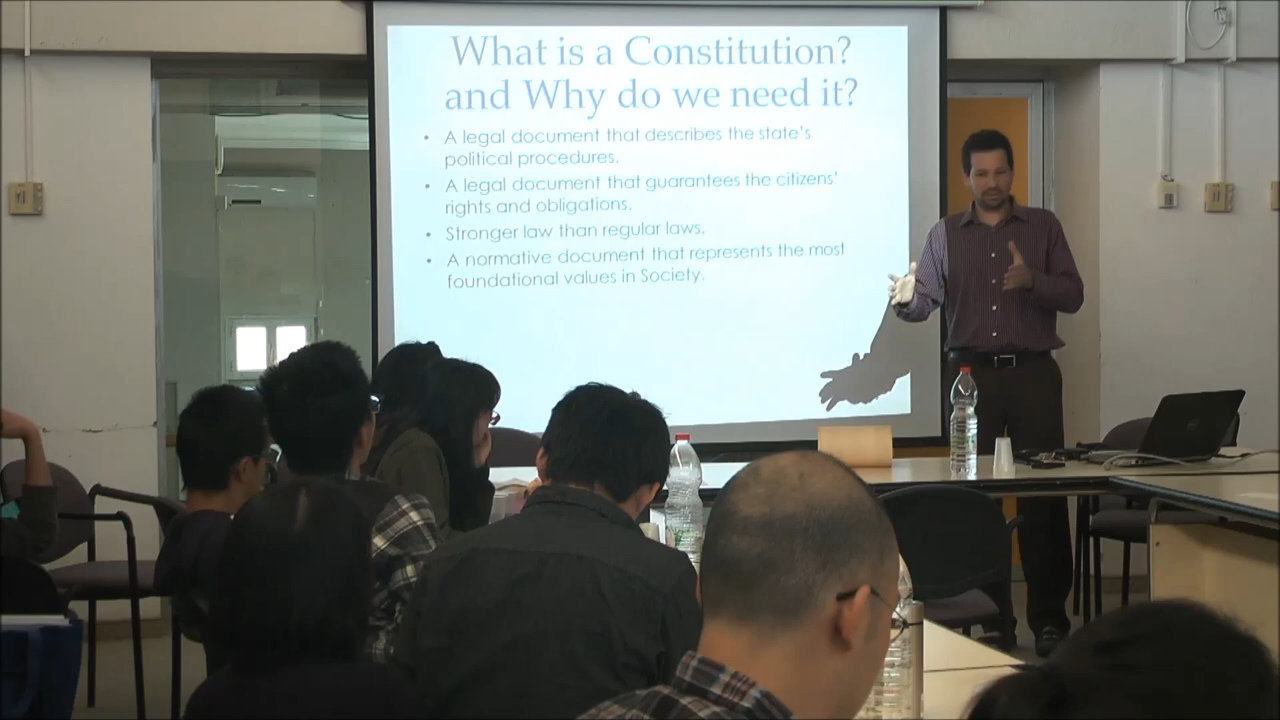 What is a Constitution?
and Why do we need it?
• A legal document that describes the state's
political procedures.
• A legal document that guarantees the citizens'
rights and obligations.
• Stronger law than regular laws.
• A normative document that represents the most
foundational values in Society.